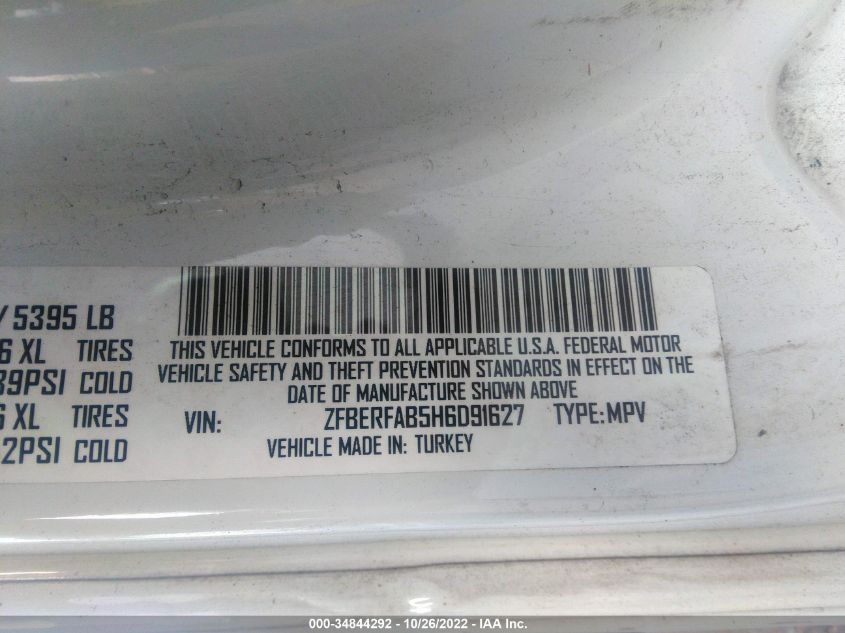 / 5395 LB
6 XL TIRES
39PSI COLD
6 XL TIRES
2PSI COLD
THIS VEHICLE CONFORMS TO ALL APPLICABLE U.S.A. FEDERAL MOTOR
VEHICLE SAFETY AND THEFT PREVENTION STANDARDS IN EFFECT ON THE
DATE OF MANUFACTURE SHOWN ABOVE
VIN: ZFBERFAB5H6D91627 TYPE: MPV
VEHICLE MADE IN: TURKEY
000-34844292 - 10/26/2022 - IAA Inc.